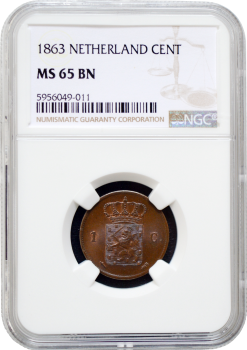 1863 NETHERLAND CENT
MS 65 BN
5956049-011
NUMISMATIC GUARANTY CORPORATION
NGC
1 C.